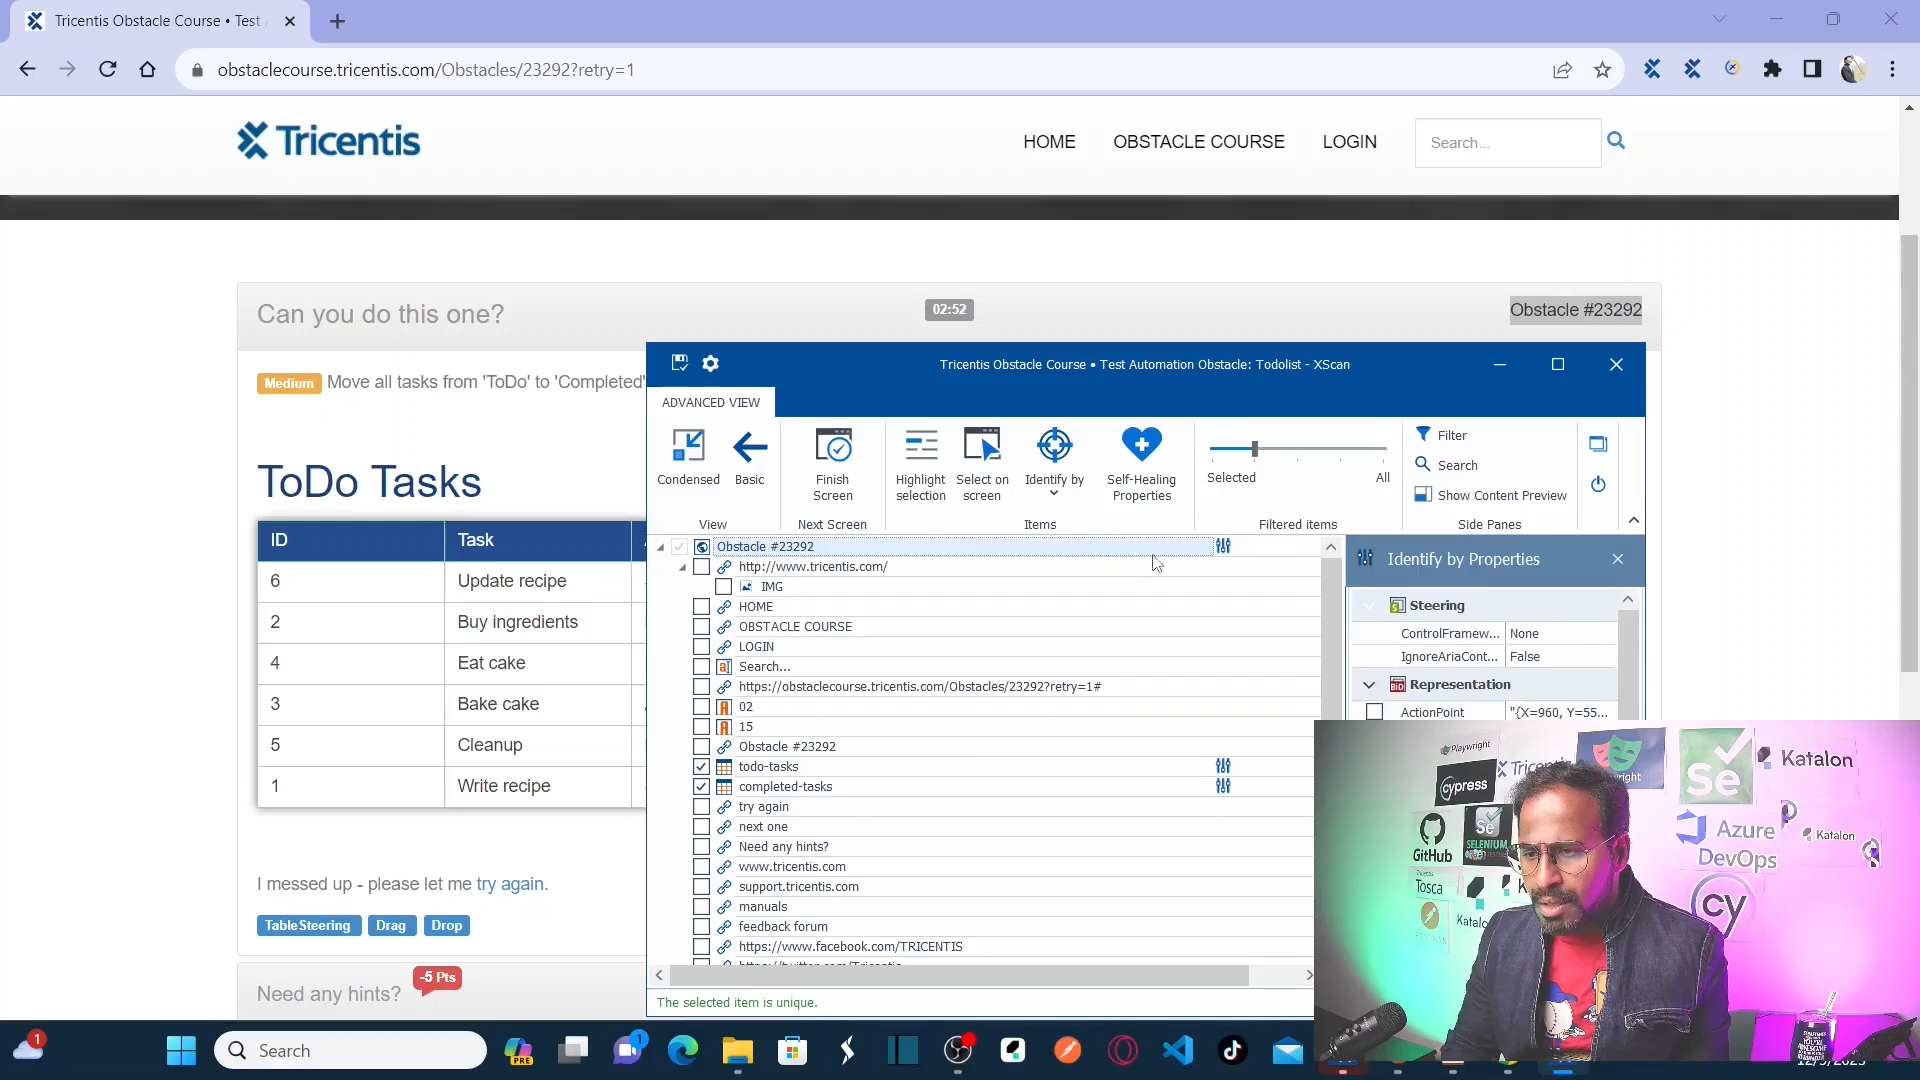 Tricentis Obstacle Course • Test
obstaclecourse.tricentis.com/Obstacles/23292?retry=1
Tricentis
HOME
OBSTACLE COURSE
LOGIN
Search...
Can you do this one?
02:52
Obstacle #23292
Medium
Move all tasks from 'ToDo' to 'Completed'
ToDo Tasks
ID Task
6 Update recipe
2 Buy ingredients
4 Eat cake
3 Bake cake
5 Cleanup
1 Write recipe
I messed up - please let me try again.
TableSteering
Drag
Drop
Need any hints?
-5 Pts
Tricentis Obstacle Course • Test Automation Obstacle: Todolist - XScan
ADVANCED VIEW
Condensed
Basic
View
Finish Screen
Next Screen
Highlight selection
Select on screen
Identify by
Self-Healing Properties
Items
Selected
All
Filtered items
Filter
Search
Show Content Preview
Side Panes
Obstacle #23292
http://www.tricentis.com/
IMG
HOME
OBSTACLE COURSE
LOGIN
Search...
https://obstaclecourse.tricentis.com/Obstacles/23292?retry=1#
02
15
Obstacle #23292
todo-tasks
completed-tasks
try again
next one
Need any hints?
www.tricentis.com
support.tricentis.com
manuals
feedback forum
https://www.facebook.com/TRICENTIS
The selected item is unique.
Identify by Properties
Steering
ControlFramew... None
IgnoreAriaCont... False
Representation
ActionPoint "{X=960, Y=55...
Playwright
cypress
GitHub
Se
SELENIUM
Tosca
Se
Katalon
Azure
DevOps
Katalon
cy
1
Search
PRE
1